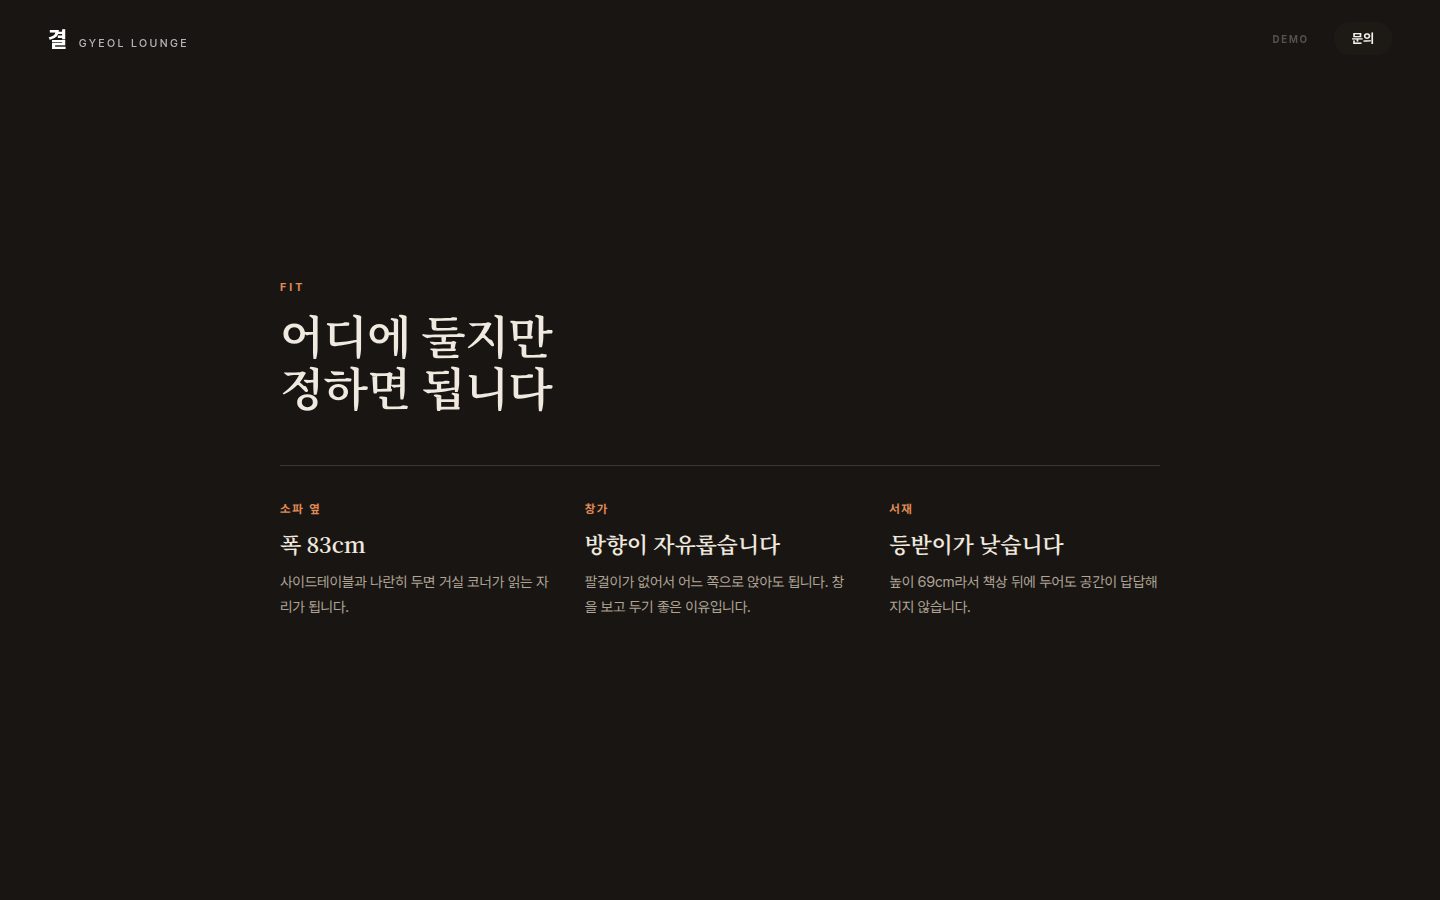 결 GYEOL LOUNGE
DEMO
문의
FIT
어디에 둘지만
정하면 됩니다
소파 옆
폭 83cm
사이드테이블과 나란히 두면 거실 코너가 읽는 자
리가 됩니다.
창가
방향이 자유롭습니다
팔걸이가 없어서 어느 쪽으로 앉아도 됩니다. 창
을 보고 두기 좋은 이유입니다.
서재
등받이가 낮습니다
높이 69cm라서 책상 뒤에 두어도 공간이 답답해
지지 않습니다.